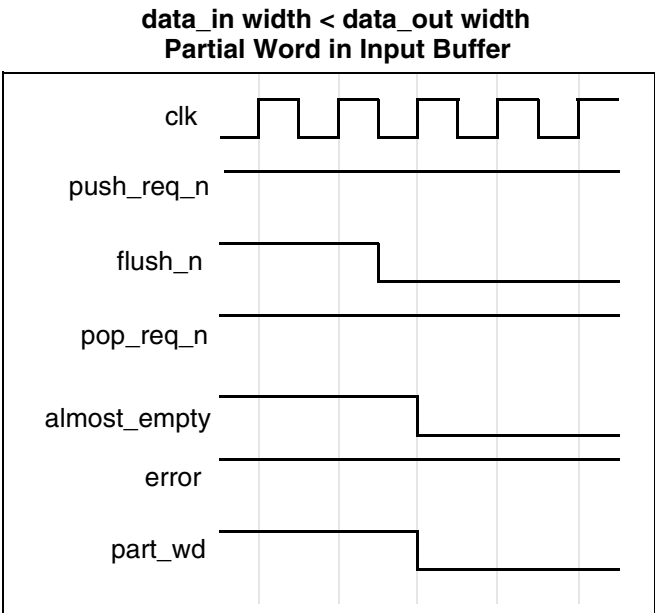 data_in width < data_out width
Partial Word in Input Buffer
clk
push_req_n
flush_n
pop_req_n
almost_empty
error
part_wd